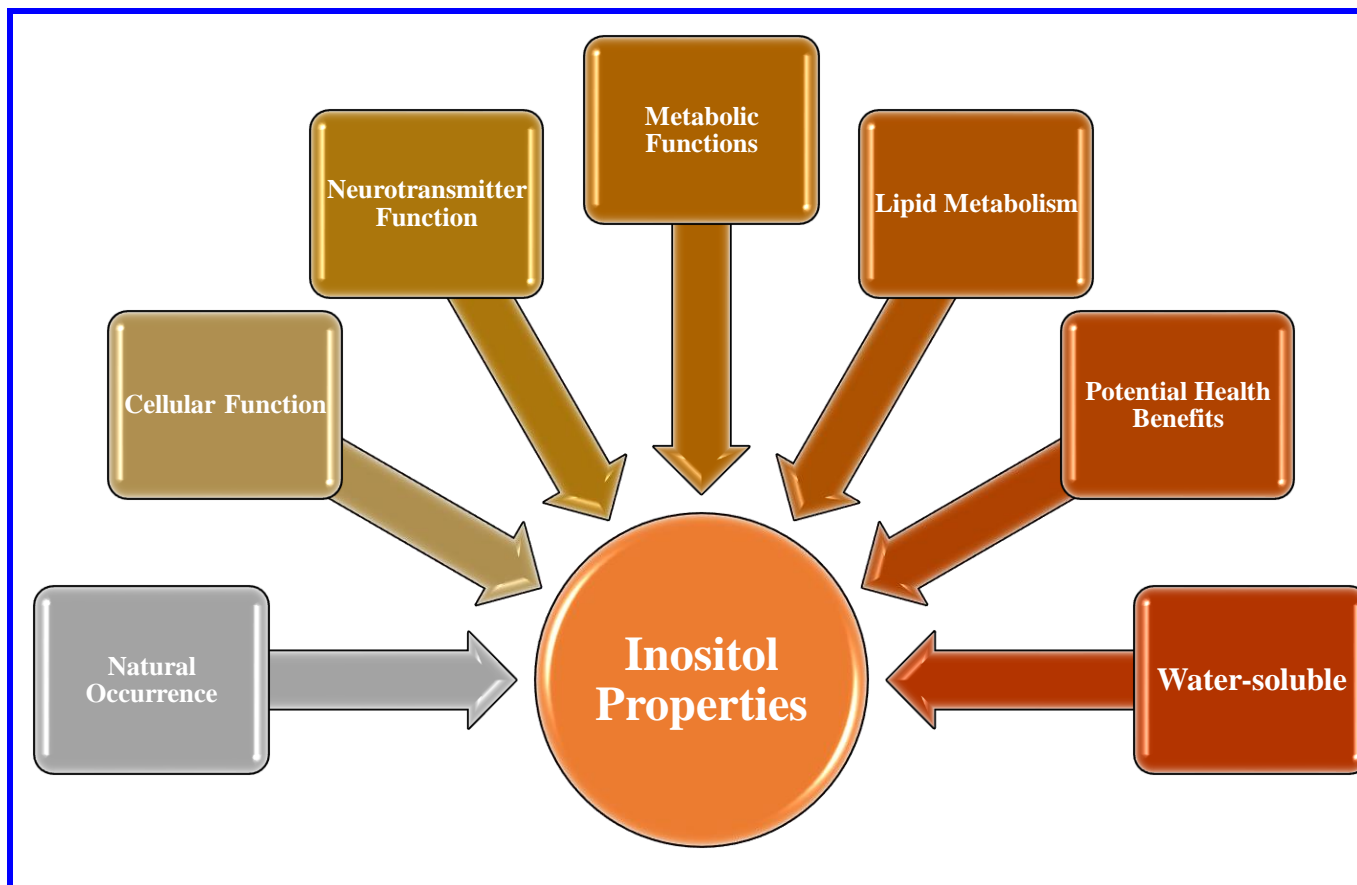 Metabolic
Functions
Neurotransmitter
Function
Lipid Metabolism
Cellular Function
Potential Health
Benefits
Natural
Occurrence
Inositol
Properties
Water-soluble